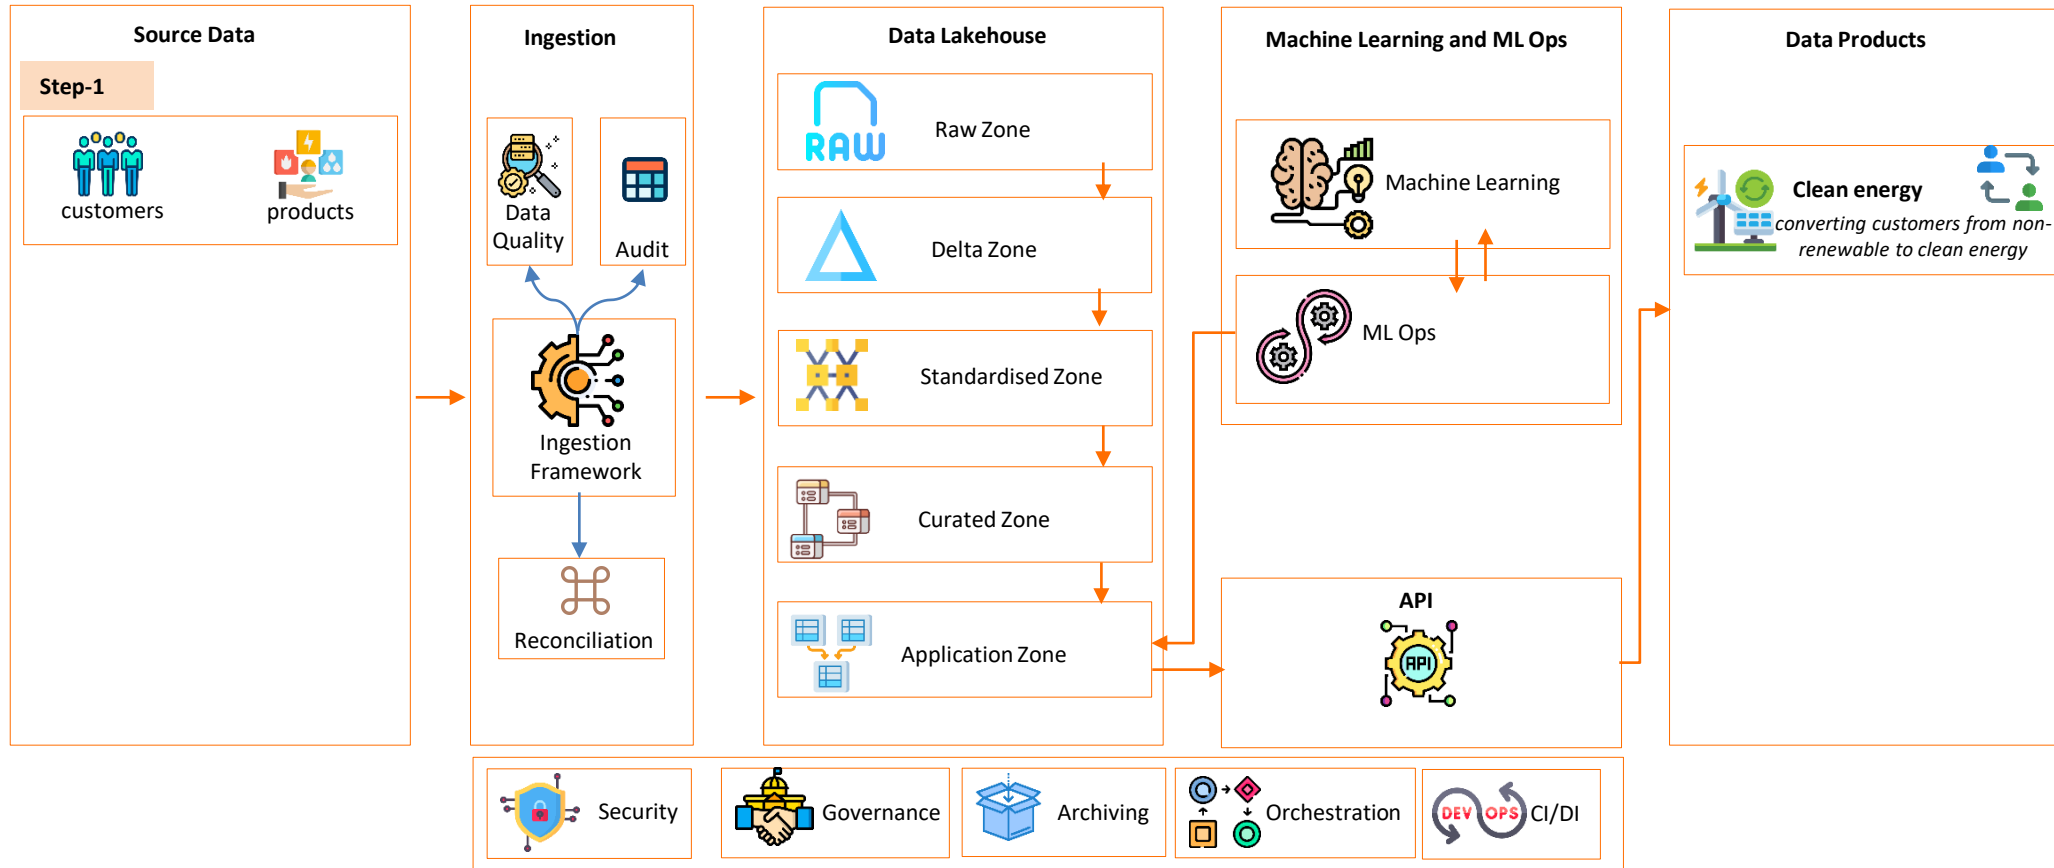 Source Data
Step-1
customers
products
Ingestion
Data
Quality
Audit
Ingestion
Framework
Reconciliation
Data Lakehouse
RAW
Raw Zone
Delta Zone
Standardised Zone
Curated Zone
Application Zone
Machine Learning and ML Ops
Machine Learning
ML Ops
API
API
Data Products
Clean energy
converting customers from non-
renewable to clean energy
Security
Governance
Archiving
Orchestration
DEV OPS
CI/DI